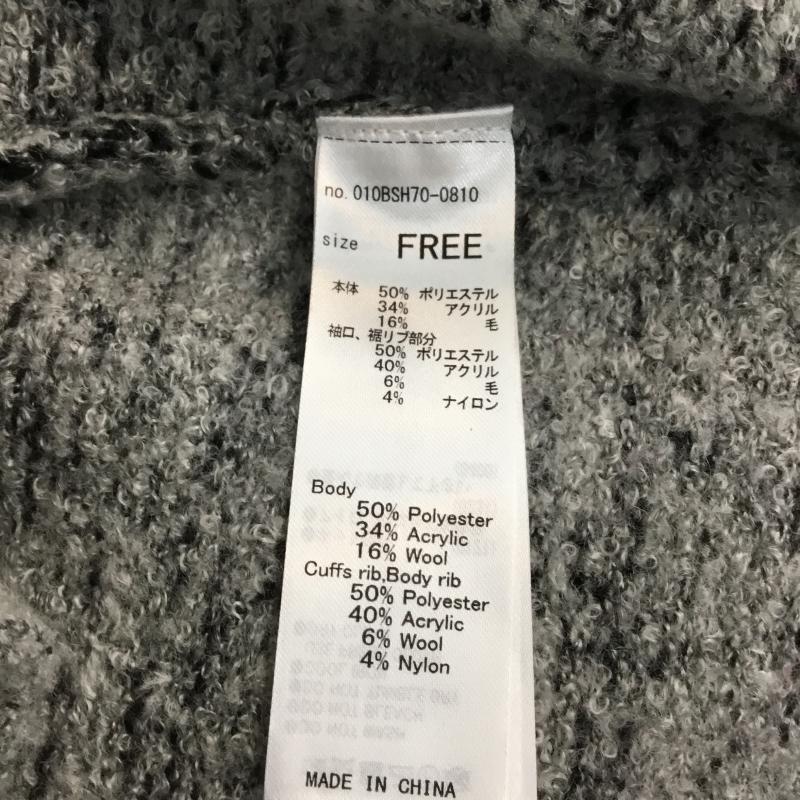 no. 010BSH70-0810
size FREE
本体 50% ポリエステル
34% アクリル
16% 毛
袖口、裾リブ部分
50% ポリエステル
40% アクリル
6% 毛
4% ナイロン
Body
50% Polyester
34% Acrylic
16% Wool
Cuffs rib,Body rib
50% Polyester
40% Acrylic
6% Wool
4% Nylon
MADE IN CHINA